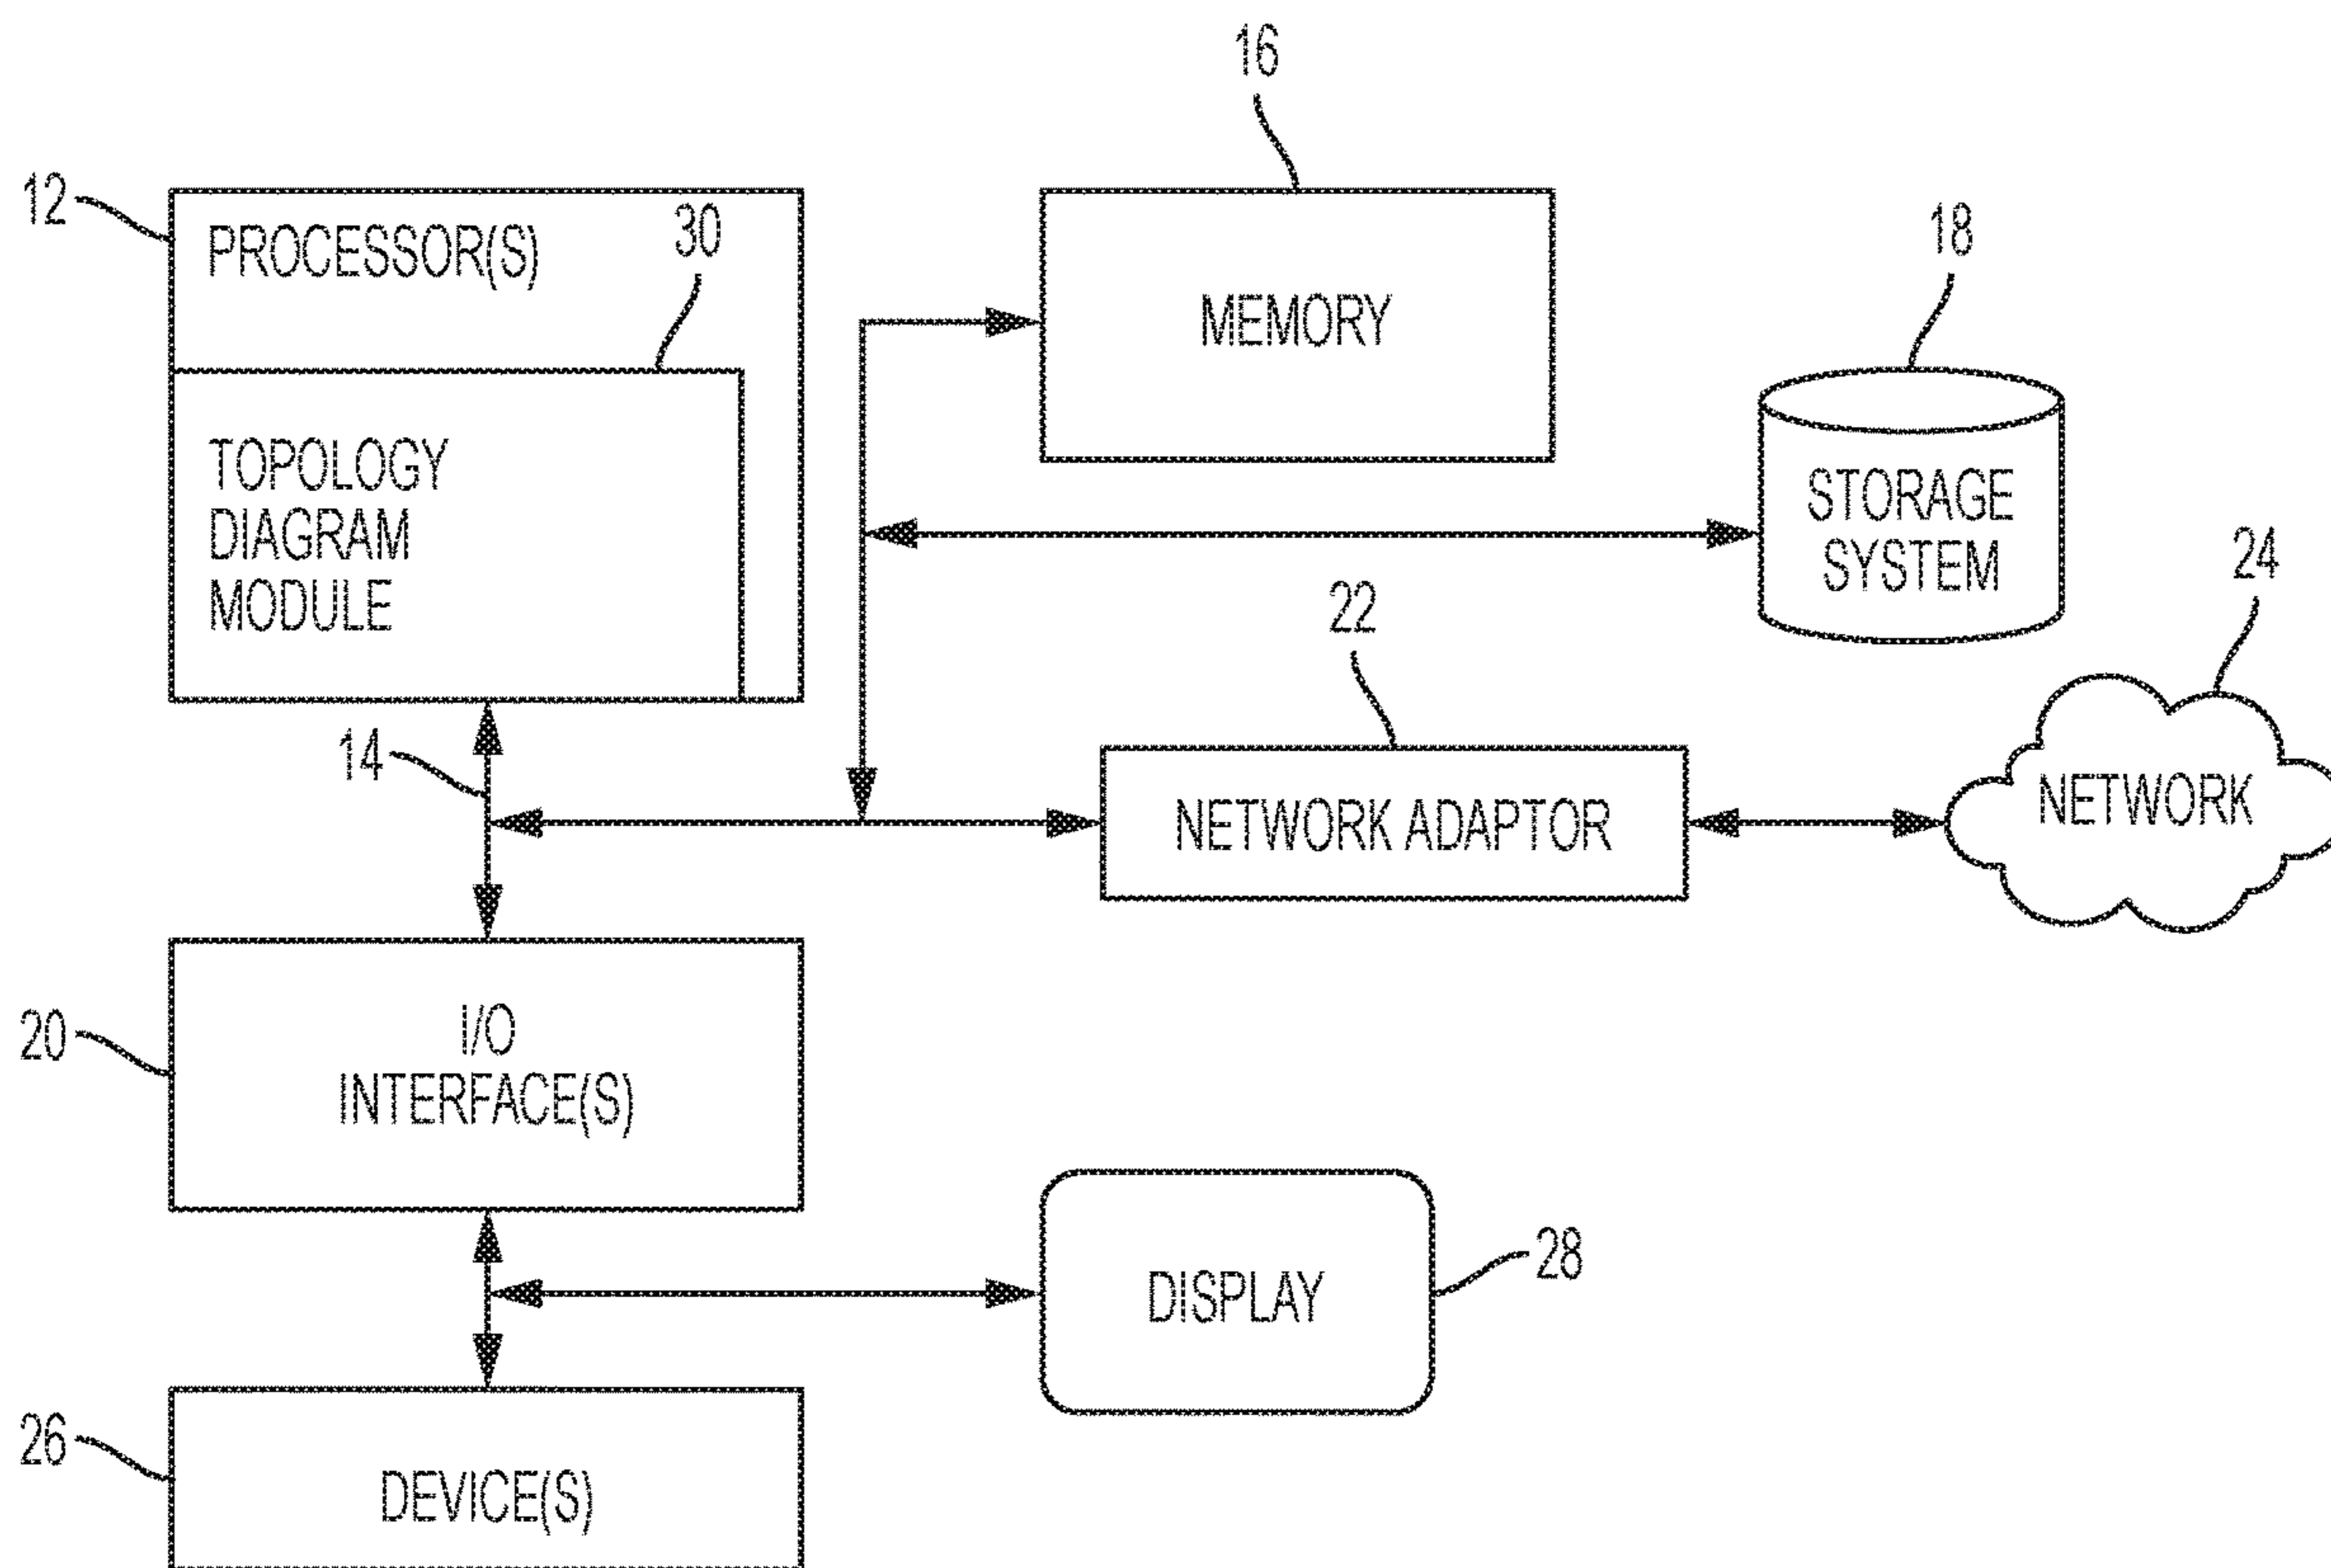 16
12
PROCESSOR(S)
30
18
MEMORY
TOPOLOGY
DIAGRAM
MODULE
STORAGE
SYSTEM
24
22
14
NETWORK ADAPTOR
NETWORK
20
I/O
INTERFACE(S)
28
DISPLAY
26
DEVICE(S)